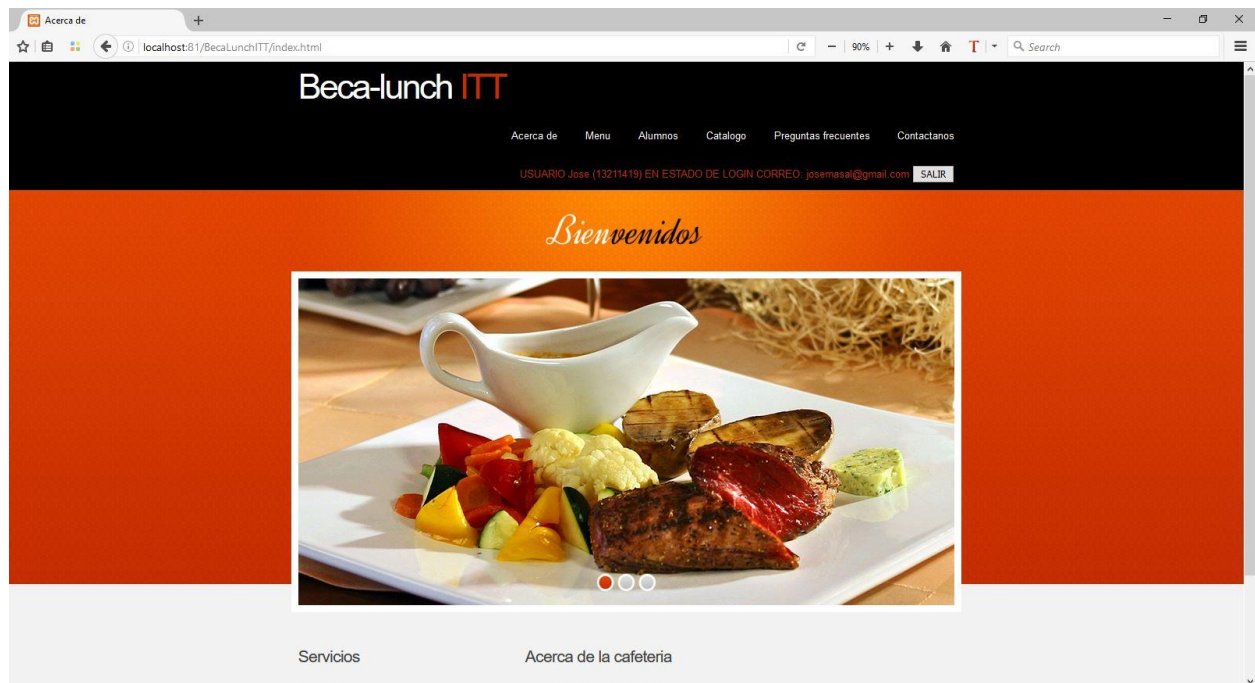 Acerca de
localhost:81/BecaLunchITT/index.html
90%
T
Search
Beca-lunch ITT
Acerca de Menu Alumnos Catalogo Preguntas frecuentes Contactanos
USUARIO Jose (13211419) EN ESTADO DE LOGIN CORREO: josemasal@gmail.com SALIR
Bienvenidos
Servicios Acerca de la cafeteria